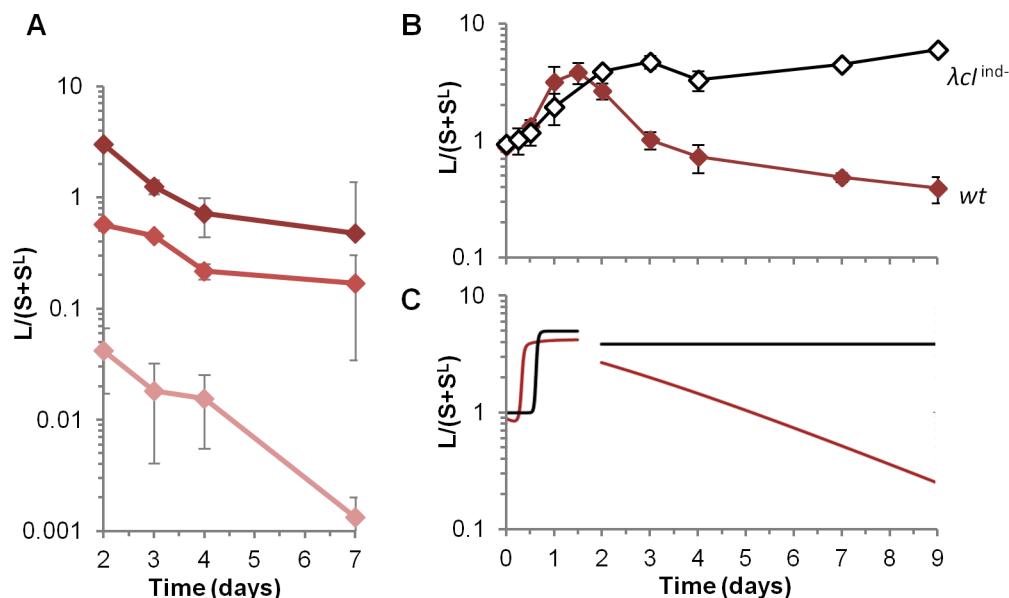 A
L/(S+S^L)
10
1
0.1
0.01
0.001
2 3 4 5 6 7
Time (days)
B
L/(S+S^L)
10
1
0.1
λcI^ind-
wt
C
L/(S+S^L)
10
1
0.1
0 1 2 3 4 5 6 7 8 9
Time (days)